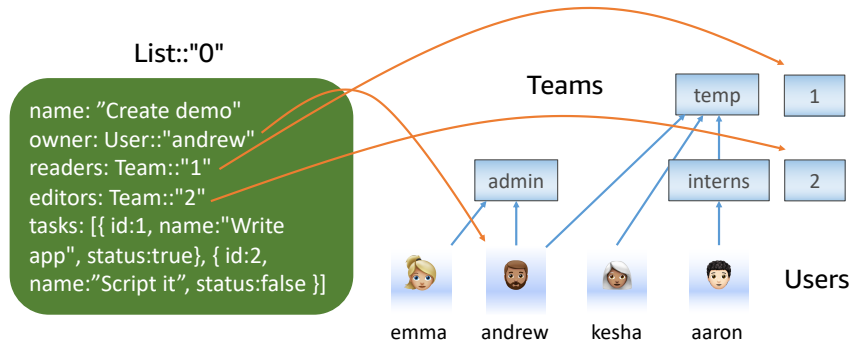 List::"0"
name: ”Create demo"
owner: User::"andrew"
readers: Team::"1"
editors: Team::"2"
tasks: [{ id:1, name:"Write
app", status:true}, { id:2,
name:”Script it”, status:false }]
Teams
temp
1
admin
interns
2
Users
emma
andrew
kesha
aaron